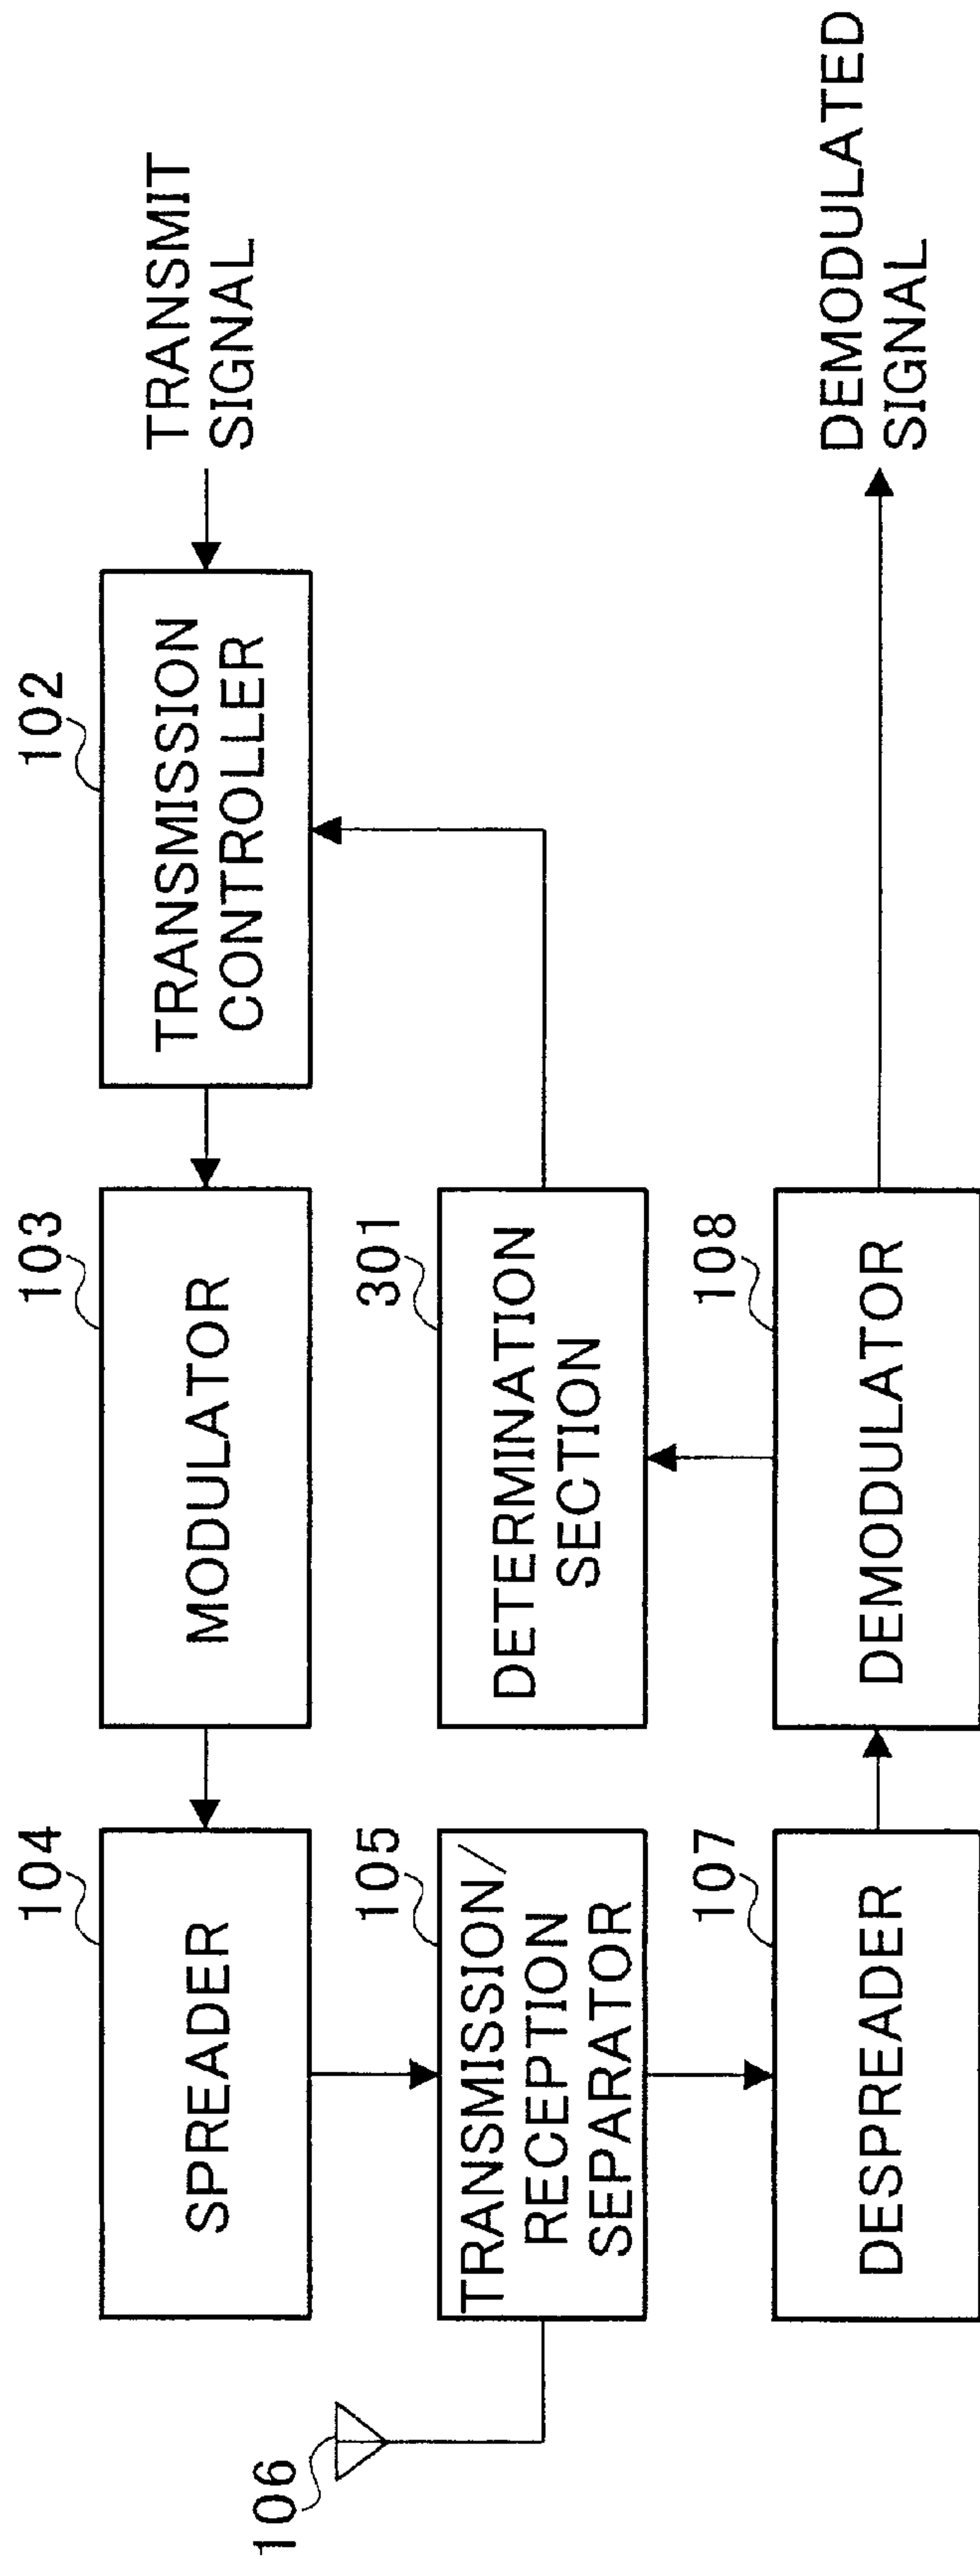 104
SPREADER
103
MODULATOR
102
TRANSMISSION
CONTROLLER
TRANSMIT
SIGNAL
106
105
TRANSMISSION/
RECEPTION
SEPARATOR
301
DETERMINATION
SECTION
107
DESPREADER
108
DEMODULATOR
DEMODULATED
SIGNAL